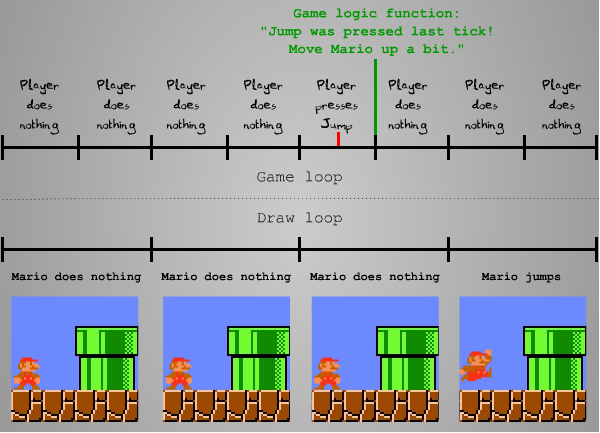 Game logic function:
"Jump was pressed last tick!
Move Mario up a bit."
Player does nothing
Player does nothing
Player does nothing
Player does nothing
Player presses Jump
Player does nothing
Player does nothing
Player does nothing
Game loop
Draw loop
Mario does nothing
Mario does nothing
Mario does nothing
Mario jumps